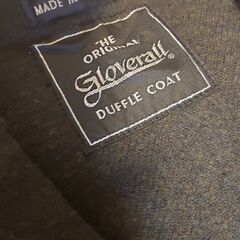 MADE IN
THE
ORIGINAL
Gloverall®
DUFFLE COAT